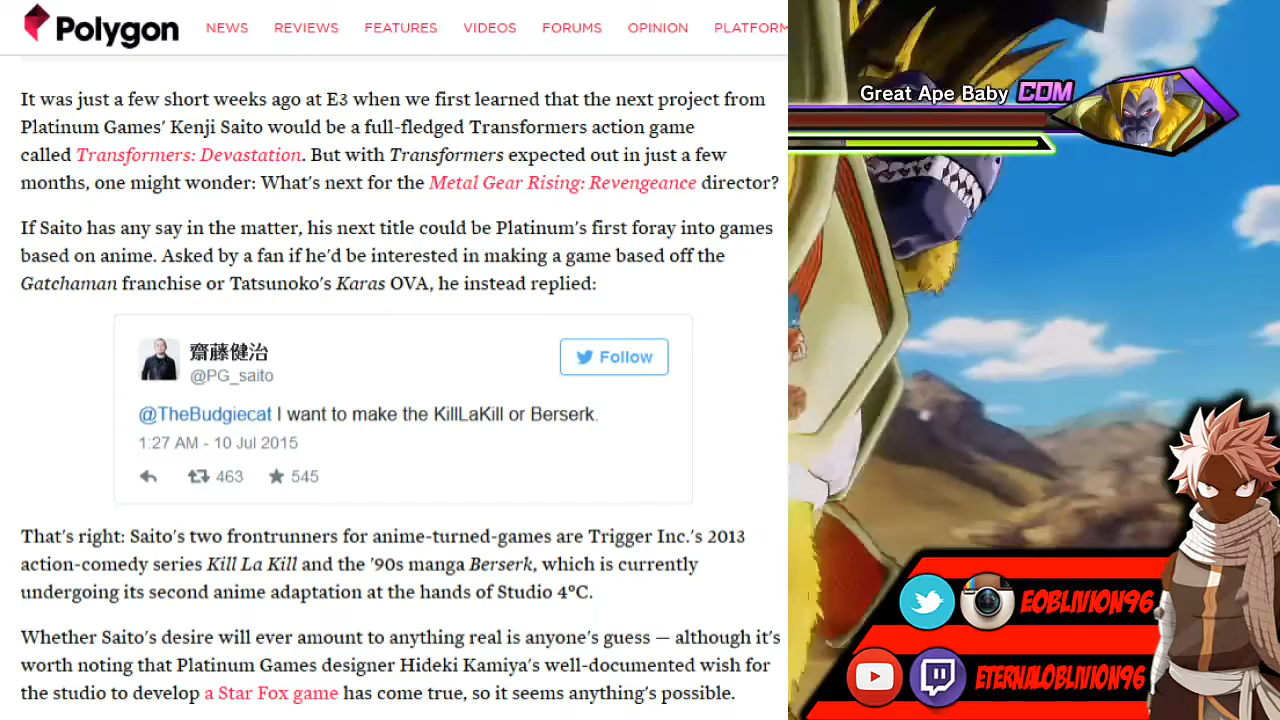 Polygon
NEWS REVIEWS FEATURES VIDEOS FORUMS OPINION PLATFORM
It was just a few short weeks ago at E3 when we first learned that the next project from
Platinum Games' Kenji Saito would be a full-fledged Transformers action game
called Transformers: Devastation. But with Transformers expected out in just a few
months, one might wonder: What's next for the Metal Gear Rising: Revengeance director?
If Saito has any say in the matter, his next title could be Platinum's first foray into games
based on anime. Asked by a fan if he'd be interested in making a game based off the
Gatchaman franchise or Tatsunoko's Karas OVA, he instead replied:
齋藤健治
@PG_saito
Follow
@TheBudgiecat I want to make the KillLaKill or Berserk.
1:27 AM - 10 Jul 2015
463 545
That's right: Saito's two frontrunners for anime-turned-games are Trigger Inc.'s 2013
action-comedy series Kill La Kill and the '90s manga Berserk, which is currently
undergoing its second anime adaptation at the hands of Studio 4°C.
Whether Saito's desire will ever amount to anything real is anyone's guess — although it's
worth noting that Platinum Games designer Hideki Kamiya's well-documented wish for
the studio to develop a Star Fox game has come true, so it seems anything's possible.
Great Ape Baby COM
EOBLIVION96
ETERNALOBLIVION96